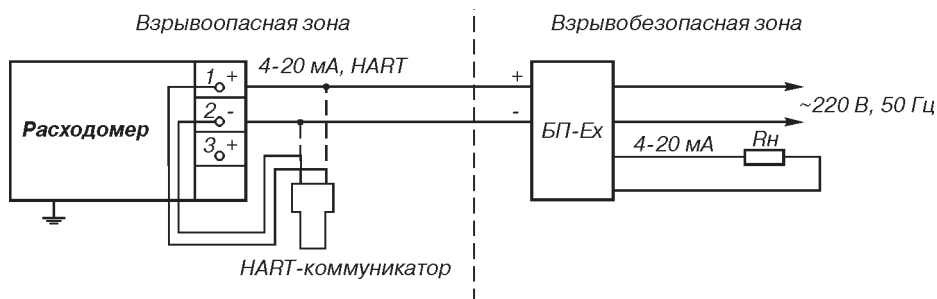 Взрывоопасная зона
Взрывобезопасная зона
4-20 мА, HART
1 +
2 -
3 +
Расходомер
+
-
БП-Ех
~220 В, 50 Гц
4-20 мА
Rн
HART-коммуникатор